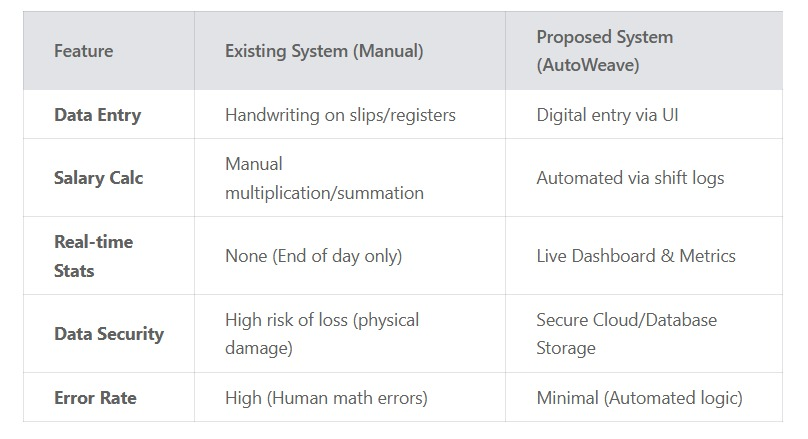 Feature
Existing System (Manual)
Proposed System
(AutoWeave)
Data Entry
Handwriting on slips/registers
Digital entry via UI
Salary Calc
Manual
multiplication/summation
Automated via shift logs
Real-time
Stats
None (End of day only)
Live Dashboard & Metrics
Data Security
High risk of loss (physical
damage)
Secure Cloud/Database
Storage
Error Rate
High (Human math errors)
Minimal (Automated logic)